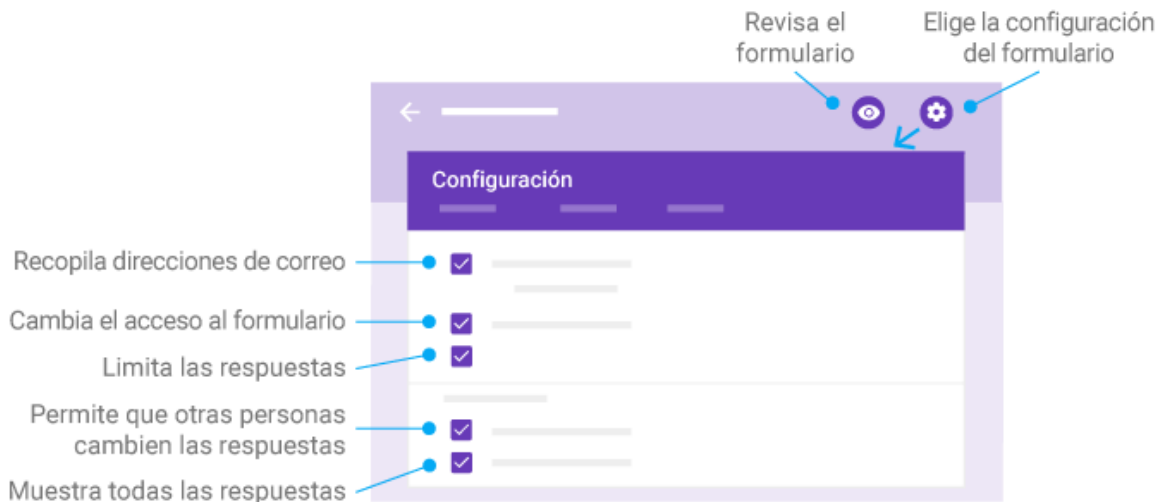 Revisa el
formulario
Elige la configuración
del formulario
Configuración
Recopila direcciones de correo
Cambia el acceso al formulario
Limita las respuestas
Permite que otras personas
cambien las respuestas
Muestra todas las respuestas